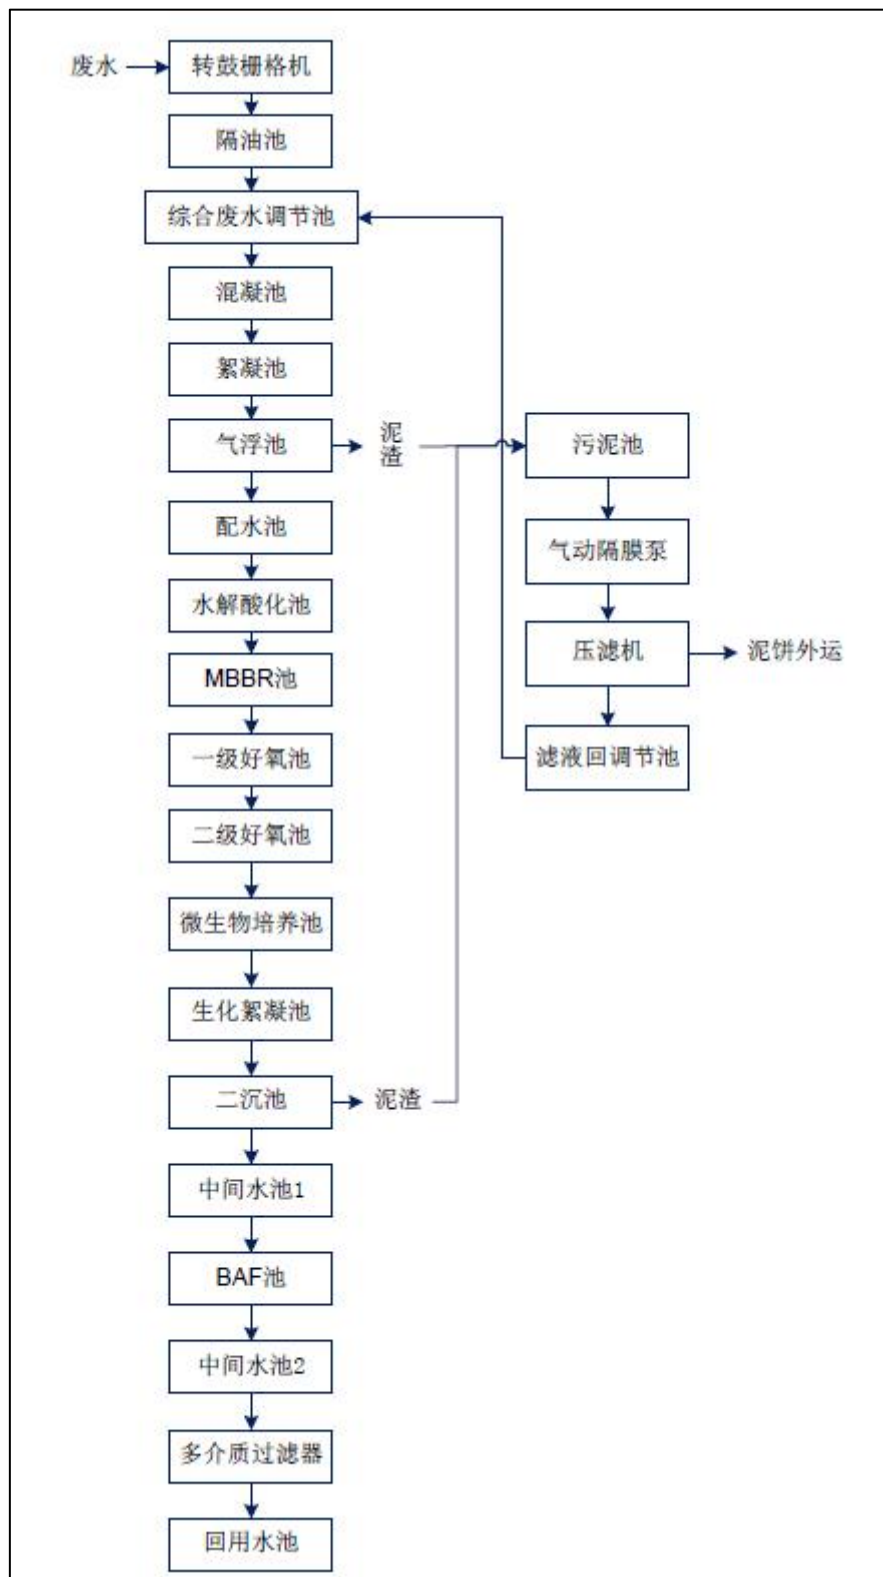 废水
转鼓栅格机
隔油池
综合废水调节池
混凝池
絮凝池
气浮池
泥
渣
污泥池
配水池
气动隔膜泵
水解酸化池
压滤机
泥饼外运
MBBR池
一级好氧池
滤液回调节池
二级好氧池
微生物培养池
生化絮凝池
二沉池
泥渣
中间水池1
BAF池
中间水池2
多介质过滤器
回用水池